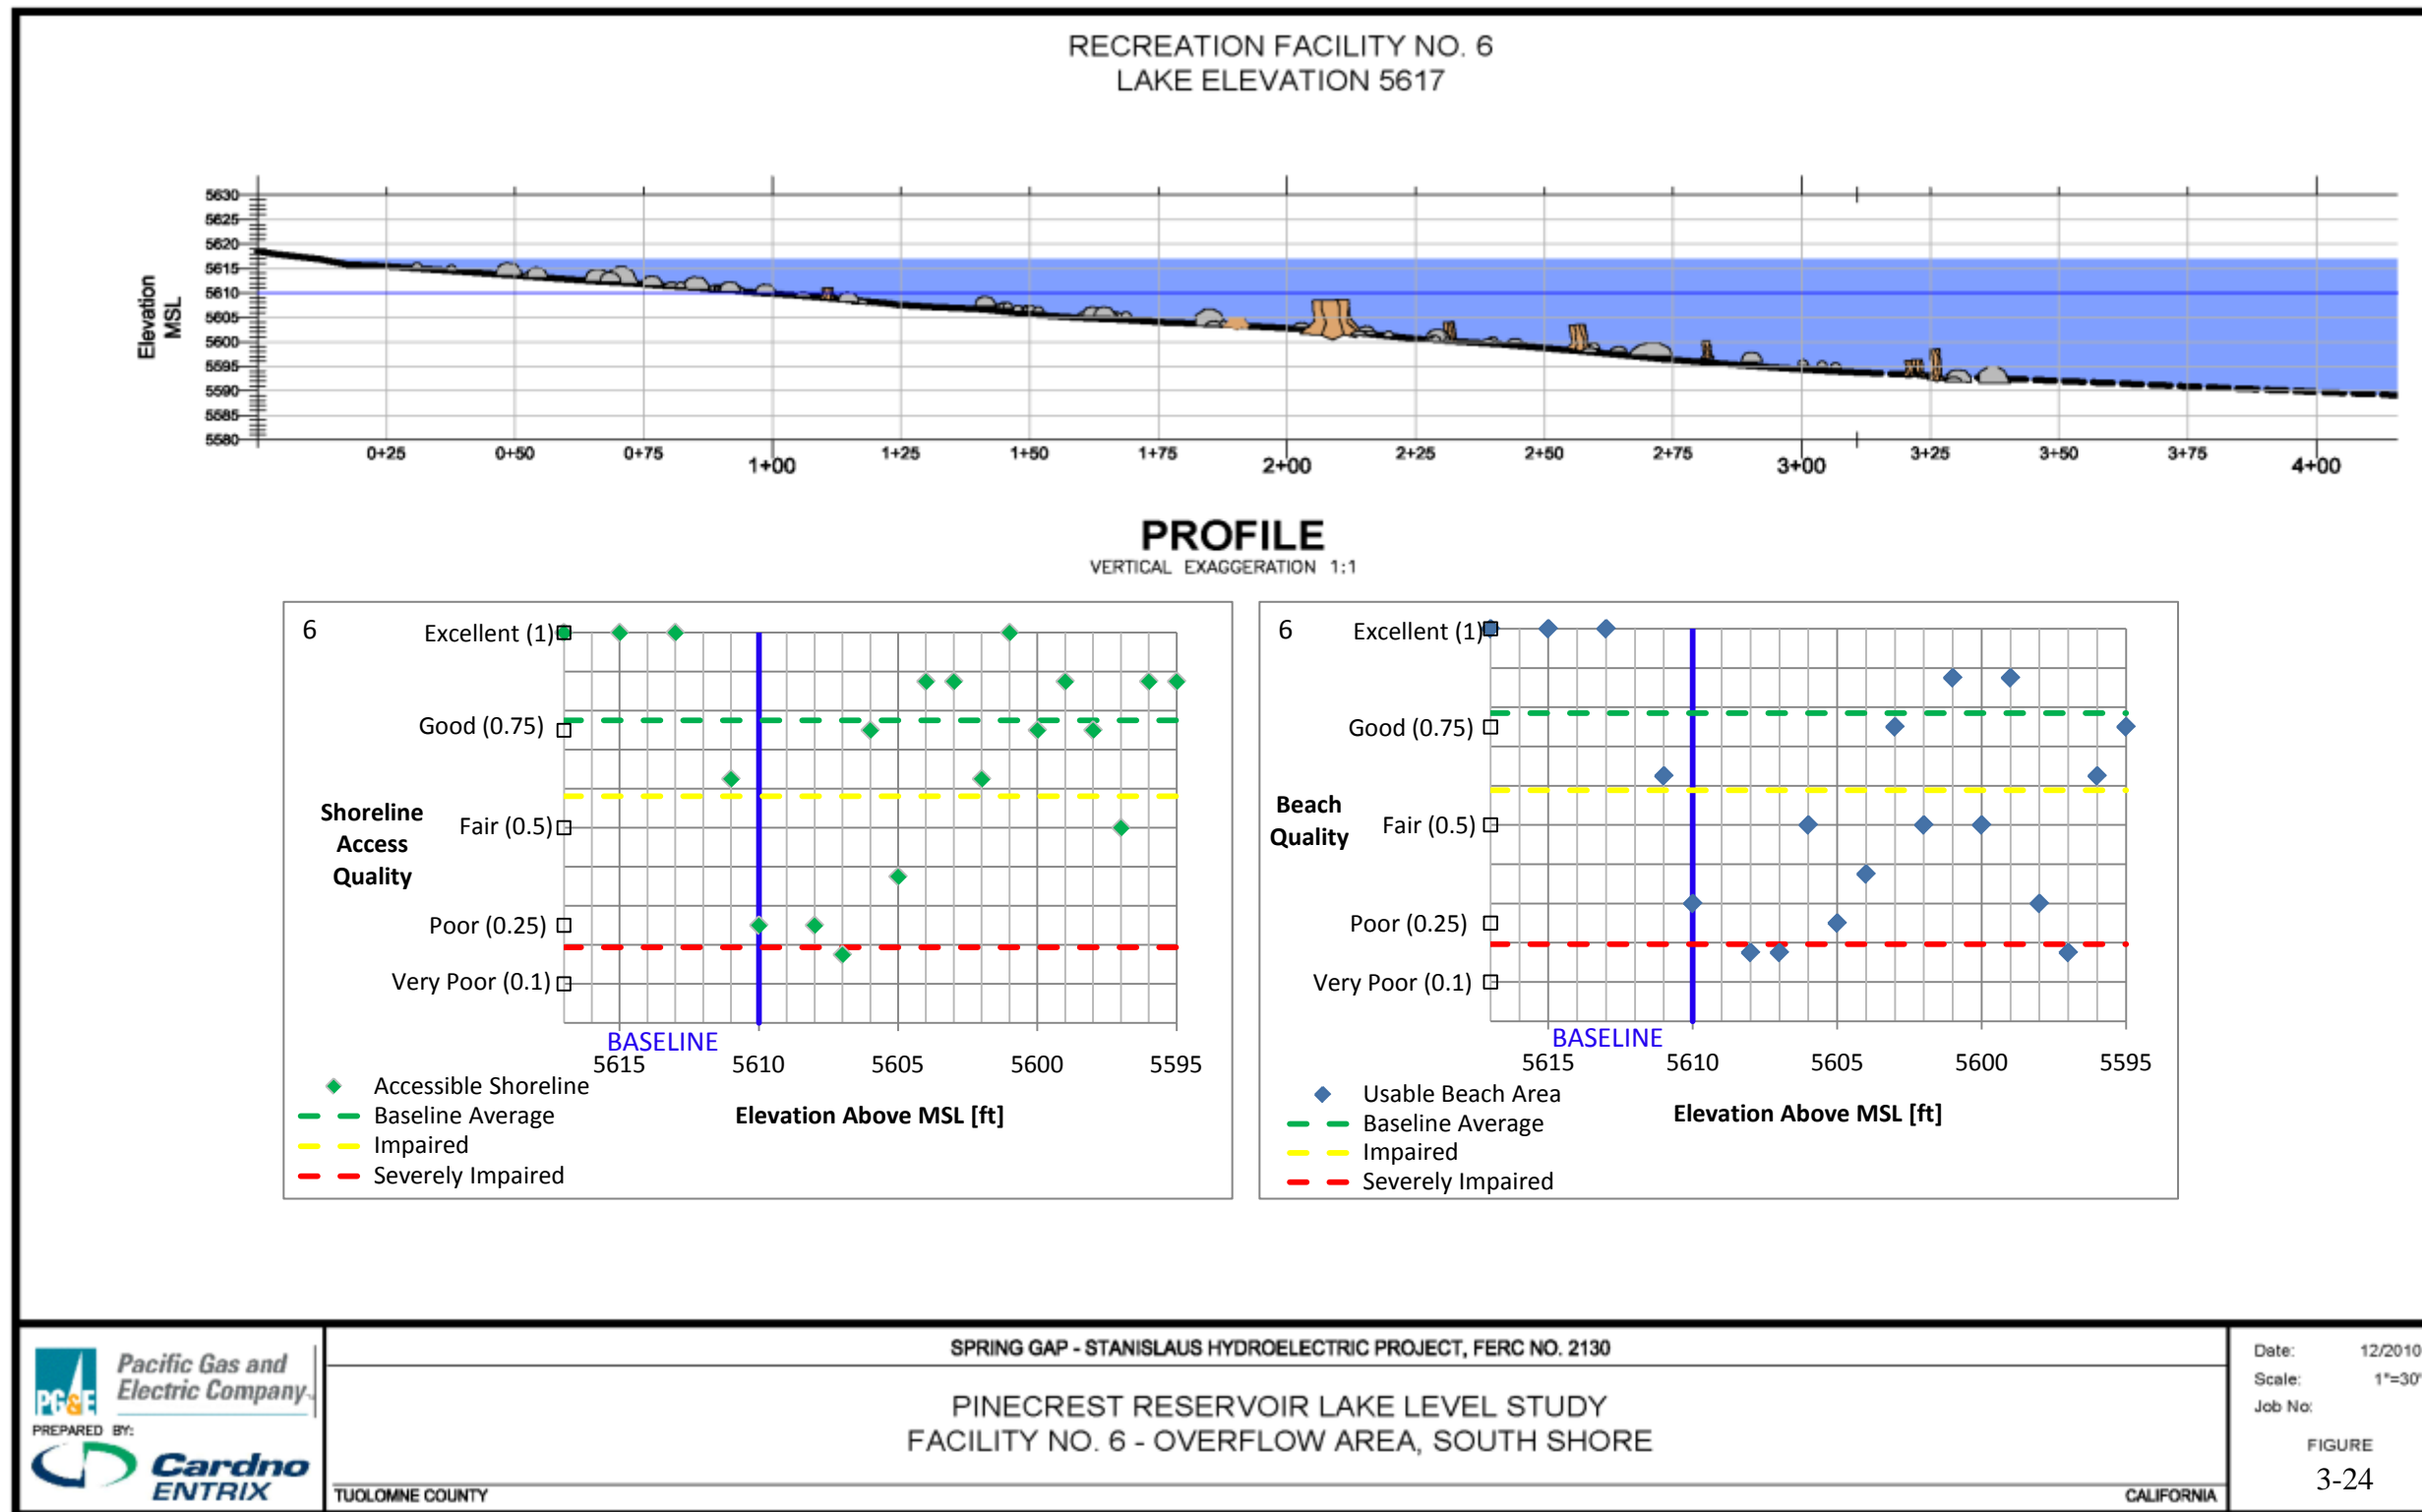 RECREATION FACILITY NO. 6
LAKE ELEVATION 5617
Elevation
MSL
5630
5625
5620
5615
5610
5605
5600
5595
5590
5585
5580
0+25 0+50 0+75 1+00 1+25 1+50 1+75 2+00 2+25 2+50 2+75 3+00 3+25 3+50 3+75 4+00
PROFILE
VERTICAL EXAGGERATION 1:1
6
Excellent (1)
Good (0.75)
Shoreline
Access
Quality
Fair (0.5)
Poor (0.25)
Very Poor (0.1)
BASELINE
5615 5610 5605 5600 5595
Elevation Above MSL [ft]
Accessible Shoreline
Baseline Average
Impaired
Severely Impaired
6
Excellent (1)
Good (0.75)
Beach
Quality
Fair (0.5)
Poor (0.25)
Very Poor (0.1)
BASELINE
5615 5610 5605 5600 5595
Elevation Above MSL [ft]
Usable Beach Area
Baseline Average
Impaired
Severely Impaired
PG&E
Pacific Gas and
Electric Company
PREPARED BY:
Cardno
ENTRIX
SPRING GAP - STANISLAUS HYDROELECTRIC PROJECT, FERC NO. 2130
PINECREST RESERVOIR LAKE LEVEL STUDY
FACILITY NO. 6 - OVERFLOW AREA, SOUTH SHORE
TUOLOMNE COUNTY
CALIFORNIA
Date: 12/2010
Scale: 1"=30'
Job No:
FIGURE
3-24